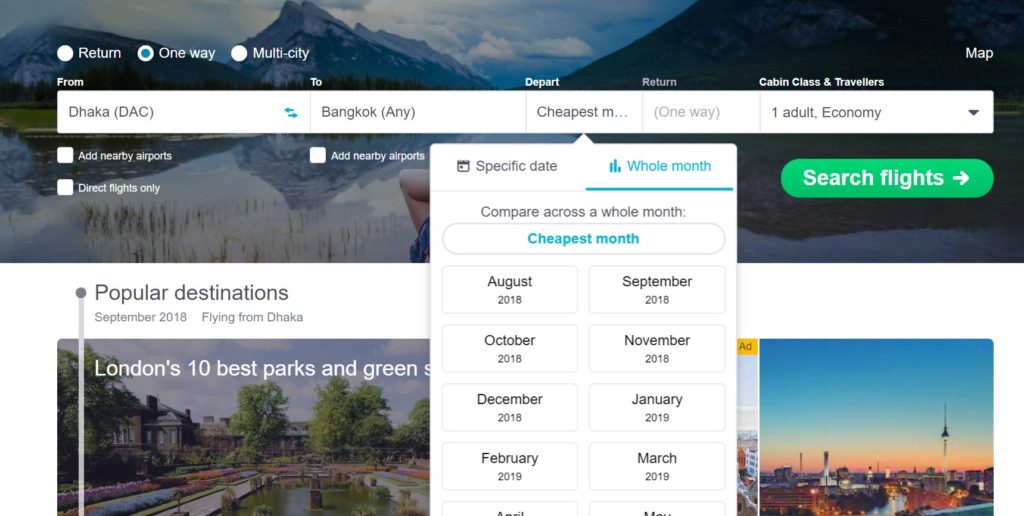 Return One way Multi-city Map
From To Depart Return Cabin Class & Travellers
Dhaka (DAC) Bangkok (Any) Cheapest m... (One way) 1 adult, Economy
Add nearby airports Add nearby airports
Direct flights only
Specific date Whole month
Search flights
Compare across a whole month:
Cheapest month
August September
2018 2018
October November
2018 2018
December January
2018 2019
February March
2019 2019
April May
Popular destinations
September 2018 Flying from Dhaka
London's 10 best parks and green s
Ad